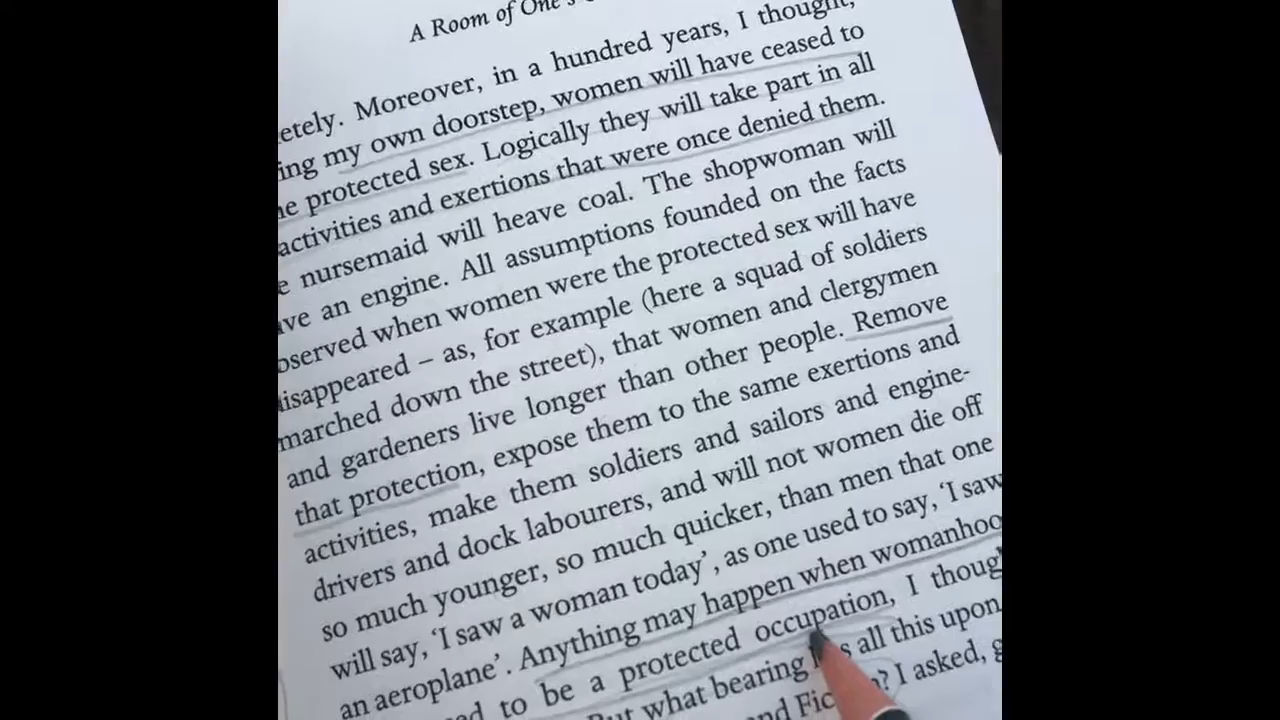 A Room of One's
etely. Moreover, in a hundred years, I thought,
ing my own doorstep, women will have ceased to
he protected sex. Logically they will take part in all
activities and exertions that were once denied them.
e nursemaid will heave coal. The shopwoman will
ive an engine. All assumptions founded on the facts
bserved when women were the protected sex will have
disappeared – as, for example (here a squad of soldiers
marched down the street), that women and clergymen
and gardeners live longer than other people. Remove
that protection, expose them to the same exertions and
activities, make them soldiers and sailors and engine-
drivers and dock labourers, and will not women die off
so much younger, so much quicker, than men that one
will say, ‘I saw a woman today’, as one used to say, ‘I saw
an aeroplane’. Anything may happen when womanhoo
ed to be a protected occupation, I though
But what bearing has all this upon
and Fic n? I asked, g